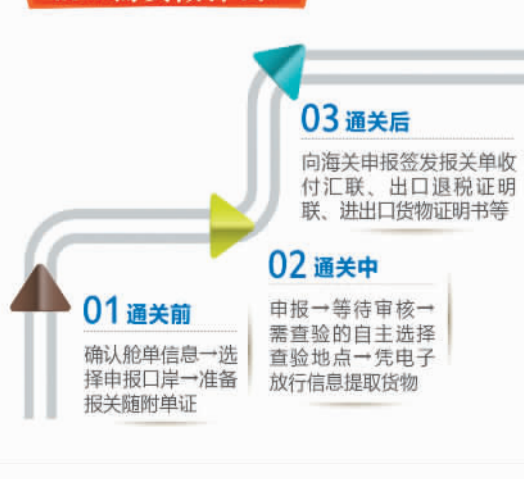 03 通关后
向海关申报签发报关单收
付汇联、出口退税证明
联、进出口货物证明书等
02 通关中
申报→等待审核→
需查验的自主选择
查验地点→凭电子
放行信息提取货物
01 通关前
确认舱单信息→选
择申报口岸→准备
报关随附单证